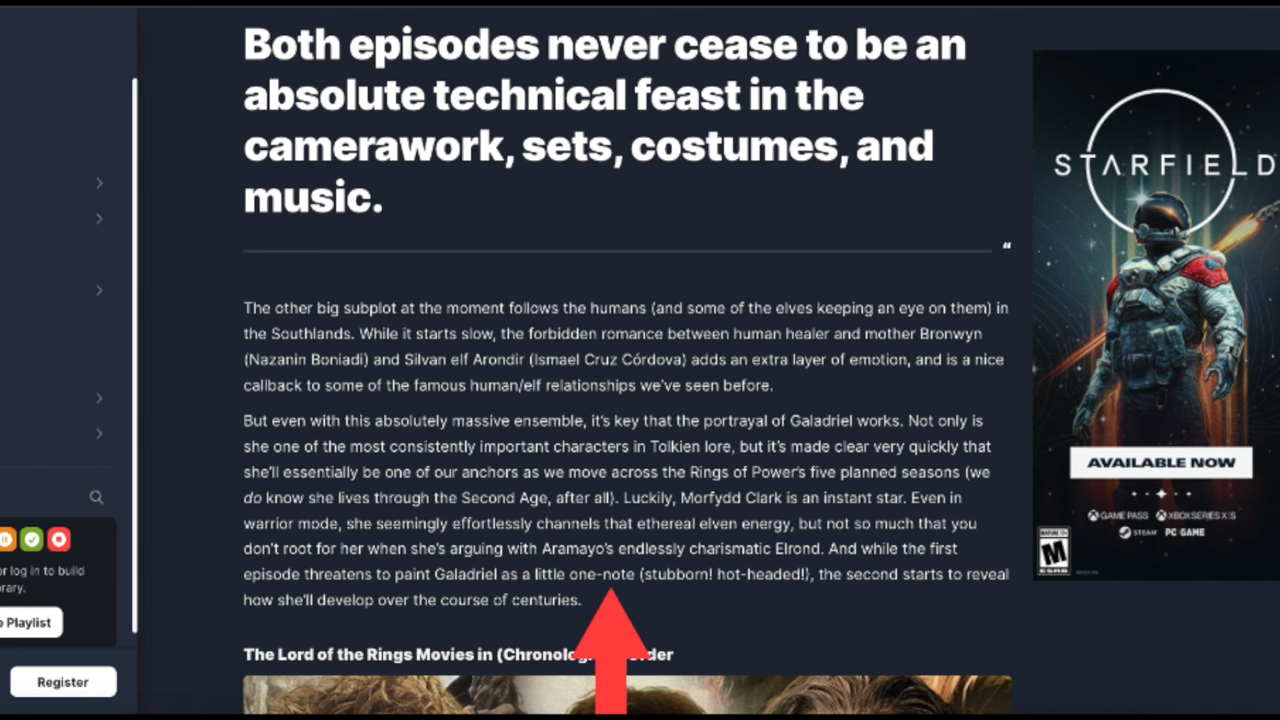 Both episodes never cease to be an
absolute technical feast in the
camerawork, sets, costumes, and
music.
“
The other big subplot at the moment follows the humans (and some of the elves keeping an eye on them) in
the Southlands. While it starts slow, the forbidden romance between human healer and mother Bronwyn
(Nazanin Boniadi) and Silvan elf Arondir (Ismael Cruz Córdova) adds an extra layer of emotion, and is a nice
callback to some of the famous human/elf relationships we've seen before.
But even with this absolutely massive ensemble, it's key that the portrayal of Galadriel works. Not only is
she one of the most consistently important characters in Tolkien lore, but it's made clear very quickly that
she'll essentially be one of our anchors as we move across the Rings of Power's five planned seasons (we
do know she lives through the Second Age, after all). Luckily, Morfydd Clark is an instant star. Even in
warrior mode, she seemingly effortlessly channels that ethereal elven energy, but not so much that you
don't root for her when she's arguing with Aramayo's endlessly charismatic Elrond. And while the first
episode threatens to paint Galadriel as a little one-note (stubborn! hot-headed!), the second starts to reveal
how she'll develop over the course of centuries.
The Lord of the Rings Movies in (Chronolog
or log in to build
rary.
e Playlist
Register
STARFIELD
AVAILABLE NOW
GAME PASS XBOX SERIES X|S
STEAM PC GAME
MATURE 17+
M
ESRB